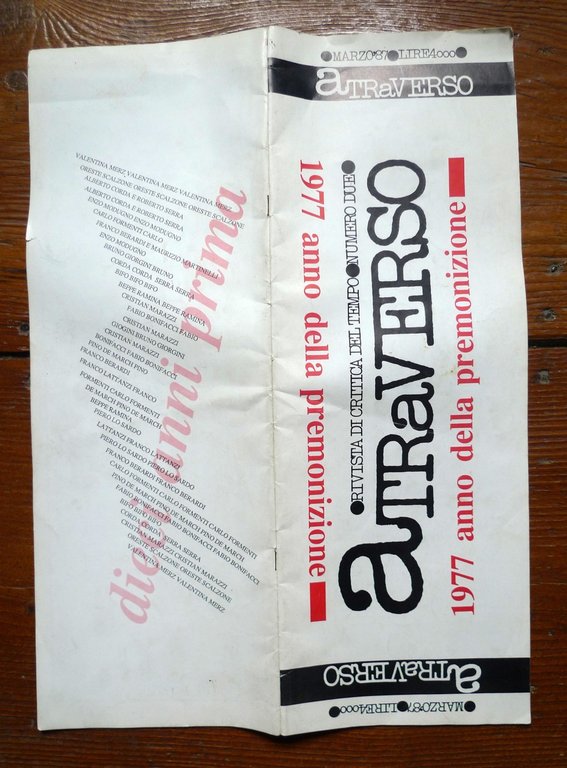 ●MARZO'87●LIRE4000●
aTRaVERSO
1977 anno della premonizione
●RIVISTA DI CRITICA DEL TEMPO●NUMERO DUE●
aTRaVERSO
1977 anno della premonizione
aTRaVERSO
●MARZO'87●LIRE4000●
dieci anni prima
VALENTINA MERZ VALENTINA MERZ VALENTINA MERZ
ORESTE SCALZONE ORESTE SCALZONE ORESTE SCALZONE
ALBERTO CORDA E ROBERTO SERRA
ALBERTO CORDA E ROBERTO SERRA
ENZO MODUGNO ENZO MODUGNO
CARLO FORMENTI CARLO
FRANCO BERARDI E MAURIZIO MARTINELLI
ENZO MODUGNO
BRUNO GIORGINI BRUNO
CORDA CORDA SERRA SERRA
BIFO BIFO BIFO
BEPPE RAMINA BEPPE RAMINA
CRISTIAN MARAZZI
FABIO BONIFACCI FABIO
CRISTIAN MARAZZI
GIOGINI BRUNO GIORGINI
CRISTIAN MARAZZI
BONIFACCI FABIO BONIFACCI
PINO DE MARCH PINO
FRANCO BERARDI
FRANCO LATTANZI FRANCO
FORMENTI CARLO FORMENTI
DE MARCH PINO DE MARCH
BEPPE RAMINA
PIERO LO SARDO
LATTANZI FRANCO LATTANZI
PIERO LO SARDO PIERO LO SARDO
FRANCO BERARDI FRANCO BERARDI
CARLO FORMENTI CARLO FORMENTI CARLO FORMENTI
PINO DE MARCH PINO DE MARCH PINO DE MARCH
FABIO BONIFACCI FABIO BONIFACCI FABIO BONIFACCI
BIFO BIFO BIFO
CORDA CORDA SERRA SERRA
CRISTIAN MARAZZI CRISTIAN MARAZZI
ORESTE SCALZONE ORESTE SCALZONE
VALENTINA MERZ VALENTINA MERZ